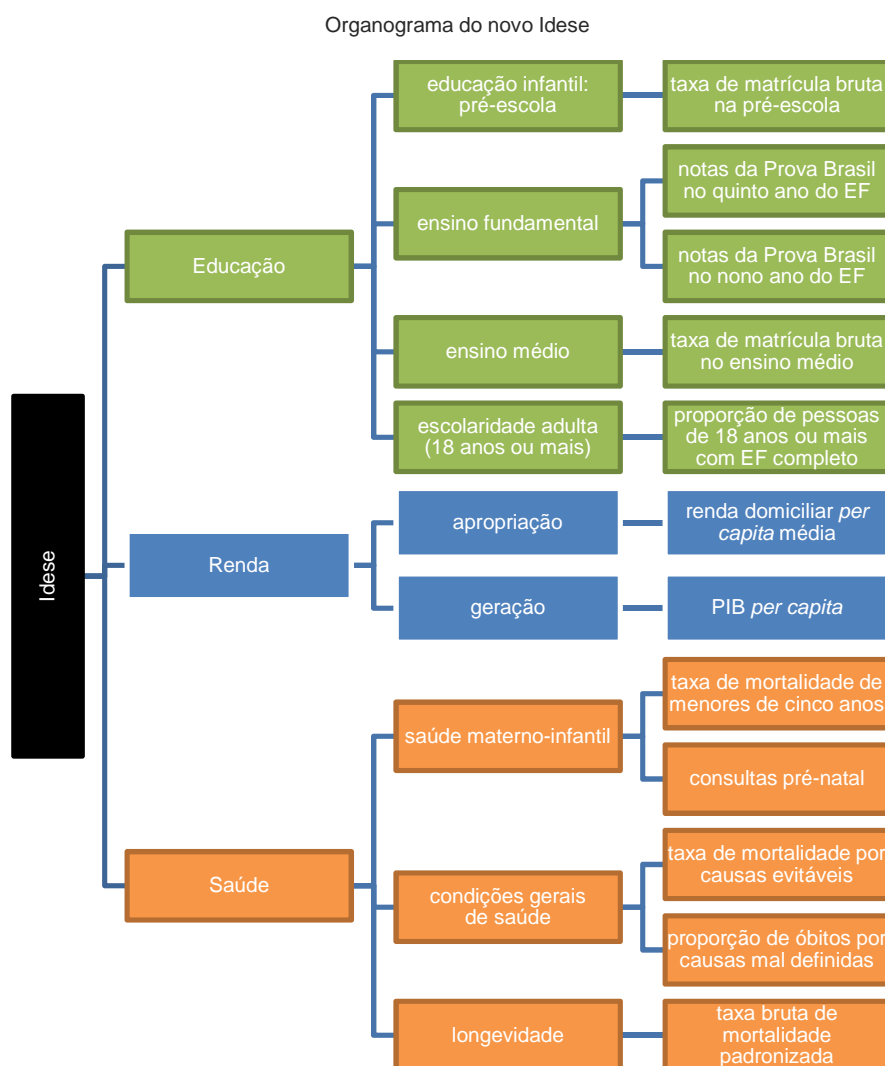 Organograma do novo Idese
educação infantil:
pré-escola
taxa de matrícula bruta
na pré-escola
notas da Prova Brasil
no quinto ano do EF
ensino fundamental
notas da Prova Brasil
no nono ano do EF
Educação
ensino médio
taxa de matrícula bruta
no ensino médio
escolaridade adulta
(18 anos ou mais)
proporção de pessoas
de 18 anos ou mais
com EF completo
Idese
Renda
apropriação
renda domiciliar per
capita média
geração
PIB per capita
saúde materno-infantil
taxa de mortalidade de
menores de cinco anos
consultas pré-natal
Saúde
condições gerais
de saúde
taxa de mortalidade por
causas evitáveis
proporção de óbitos por
causas mal definidas
longevidade
taxa bruta de
mortalidade
padronizada